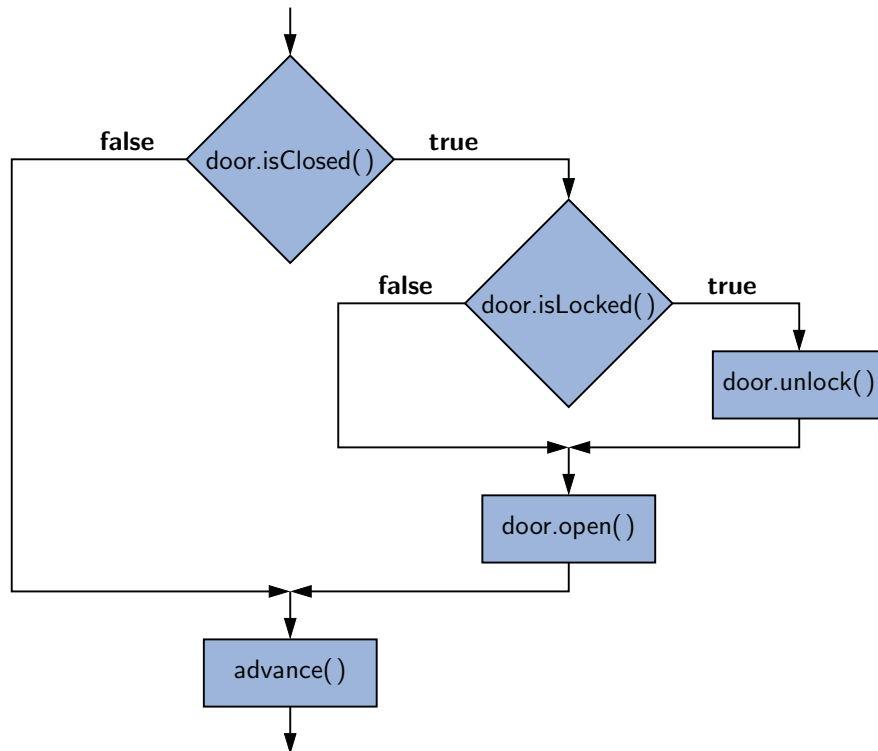 false
door.isClosed()
true
false
door.isLocked()
true
door.unlock()
door.open()
advance()